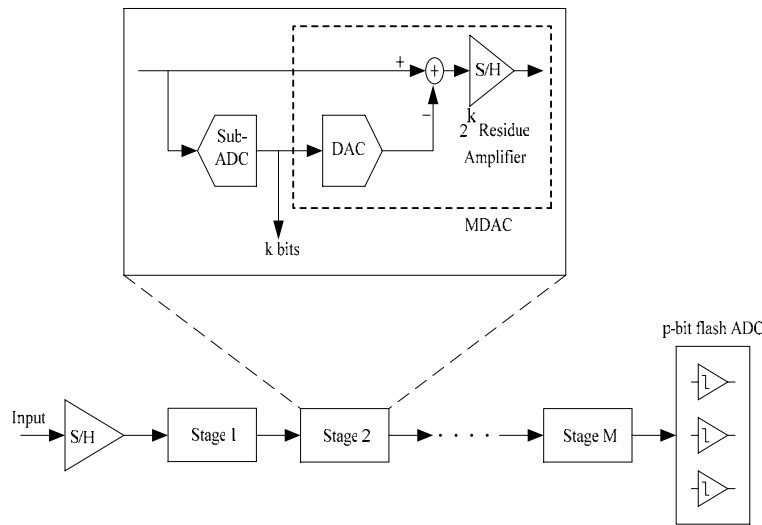 +
+
S/H
−
k
2 Residue
Amplifier
Sub-
ADC
DAC
MDAC
k bits
p-bit flash ADC
Input
S/H
Stage 1
Stage 2
. . . .
Stage M